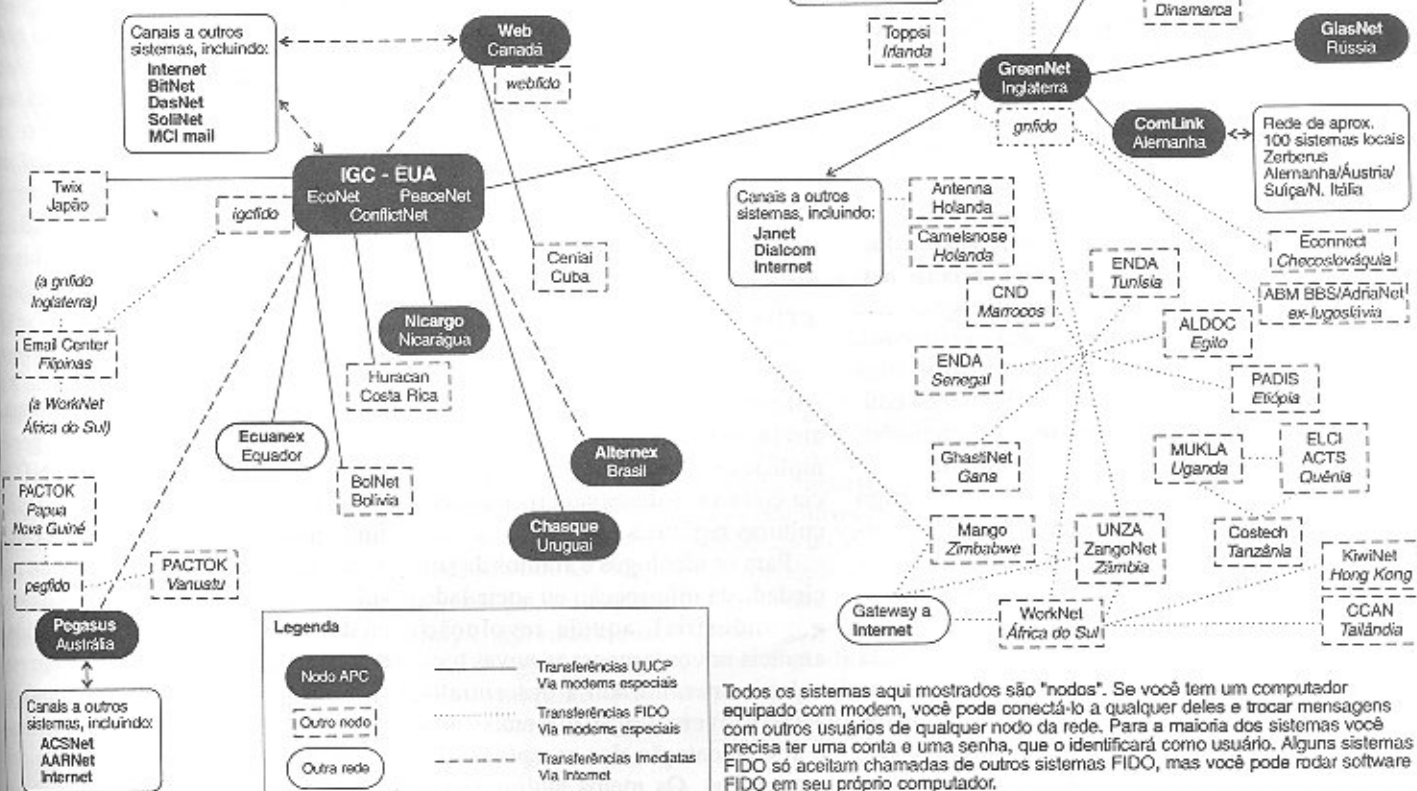 Canais a outros
sistemas, incluindo:
Internet
BitNet
DasNet
SoliNet
MCI mail
Web
Canadá
webfido
Toppsi
Irlanda
Dinamarca
GlasNet
Rússia
GreenNet
Inglaterra
gnfido
ComLink
Alemanha
Rede de aprox.
100 sistemas locais
Zerberus
Alemanha/Áustria/
Suíça/N. Itália
Twix
Japão
igcfido
IGC - EUA
EcoNet PeaceNet
ConflictNet
Canais a outros
sistemas, incluindo:
Janet
Dialcom
Internet
Antenna
Holanda
Camelsnose
Holanda
CND
Marrocos
ENDA
Tunísia
Econnect
Checoslováquia
ABM BBS/AdriaNet
ex-Iugoslávia
(a gnfido
Inglaterra)
Email Center
Filipinas
(a WorkNet
África do Sul)
Ceniai
Cuba
Nicargo
Nicarágua
Huracan
Costa Rica
ENDA
Senegal
ALDOC
Egito
PADIS
Etiópia
Ecuanex
Equador
BolNet
Bolívia
Alternex
Brasil
Chasque
Uruguai
GhastiNet
Gana
MUKLA
Uganda
ELCI
ACTS
Quênia
PACTOK
Papua
Nova Guiné
PACTOK
Vanuatu
pegfido
Pegasus
Austrália
Canais a outros
sistemas, incluindo:
ACSNet
AARNet
Internet
Mango
Zimbabwe
UNZA
ZangoNet
Zâmbia
Costech
Tanzânia
KiwiNet
Hong Kong
Gateway a
Internet
WorkNet
África do Sul
CCAN
Tailândia
Legenda
Nodo APC
Outro nodo
Outra rede
Transferências UUCP
Via modems especiais
Transferências FIDO
Via modems especiais
Transferências Imediatas
Via Internet
Todos os sistemas aqui mostrados são "nodos". Se você tem um computador
equipado com modem, você pode conectá-lo a qualquer deles e trocar mensagens
com outros usuários de qualquer nodo da rede. Para a maioria dos sistemas você
precisa ter uma conta e uma senha, que o identificará como usuário. Alguns sistemas
FIDO só aceitam chamadas de outros sistemas FIDO, mas você pode rodar software
FIDO em seu próprio computador.